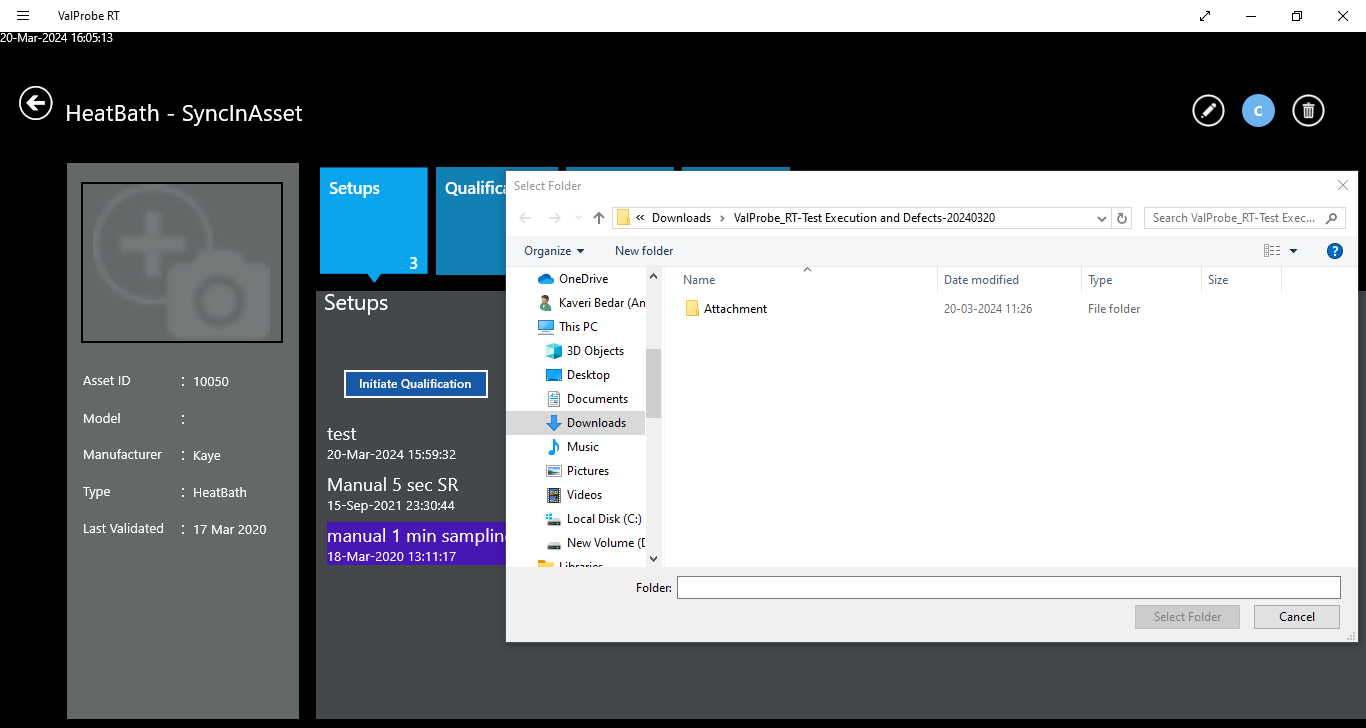 ValProbe RT
20-Mar-2024 16:05:13
HeatBath - SyncInAsset
C
Setups
3
Qualifica
Asset ID : 10050
Model :
Manufacturer : Kaye
Type : HeatBath
Last Validated : 17 Mar 2020
Setups
Initiate Qualification
test
20-Mar-2024 15:59:32
Manual 5 sec SR
15-Sep-2021 23:30:44
manual 1 min sampling
18-Mar-2020 13:11:17
Select Folder
« Downloads › ValProbe_RT-Test Execution and Defects-20240320
Search ValProbe_RT-Test Exec...
Organize
New folder
?
OneDrive
Kaveri Bedar (An
This PC
3D Objects
Desktop
Documents
Downloads
Music
Pictures
Videos
Local Disk (C:)
New Volume (D
Libraries
Name Date modified Type Size
Attachment 20-03-2024 11:26 File folder
Folder:
Select Folder Cancel